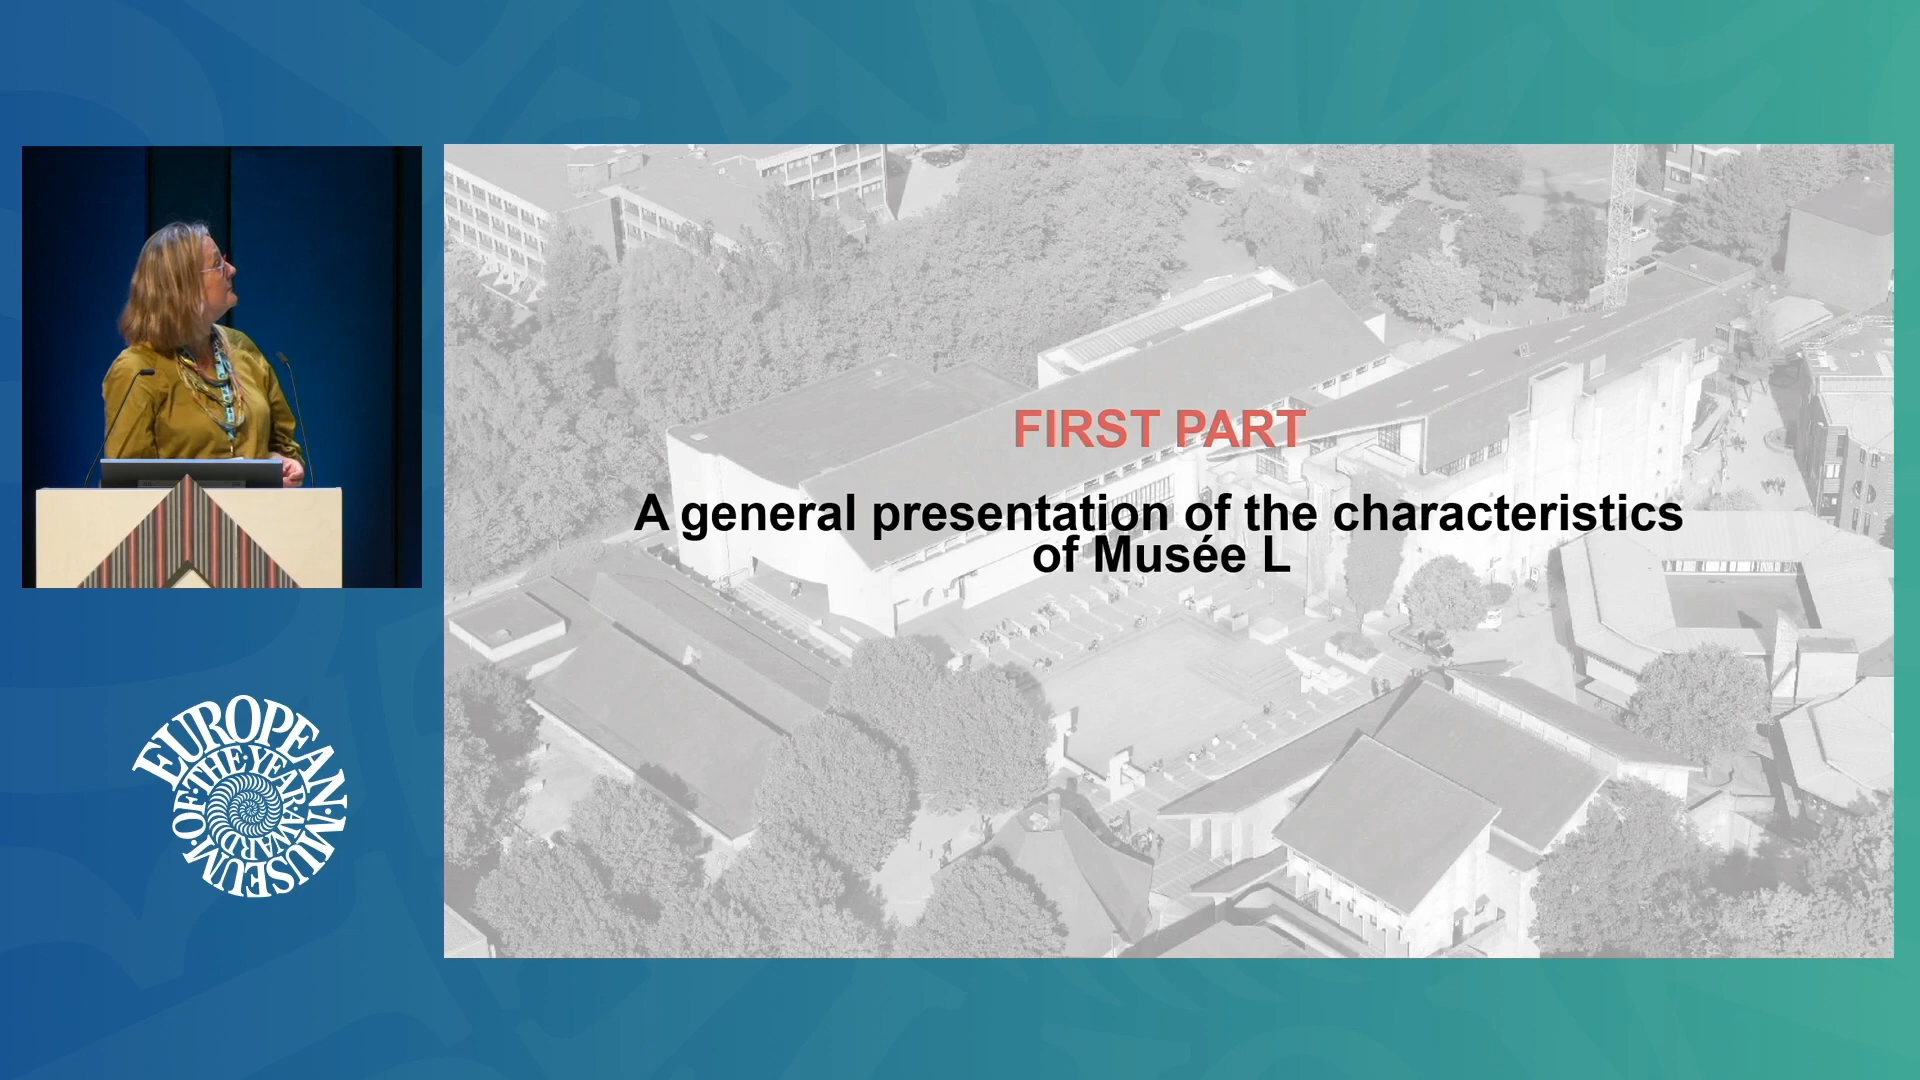 FIRST PART
A general presentation of the characteristics
of Musée L
EUROPEAN·MUSEUM·
OF·THE·YEAR·AWARD